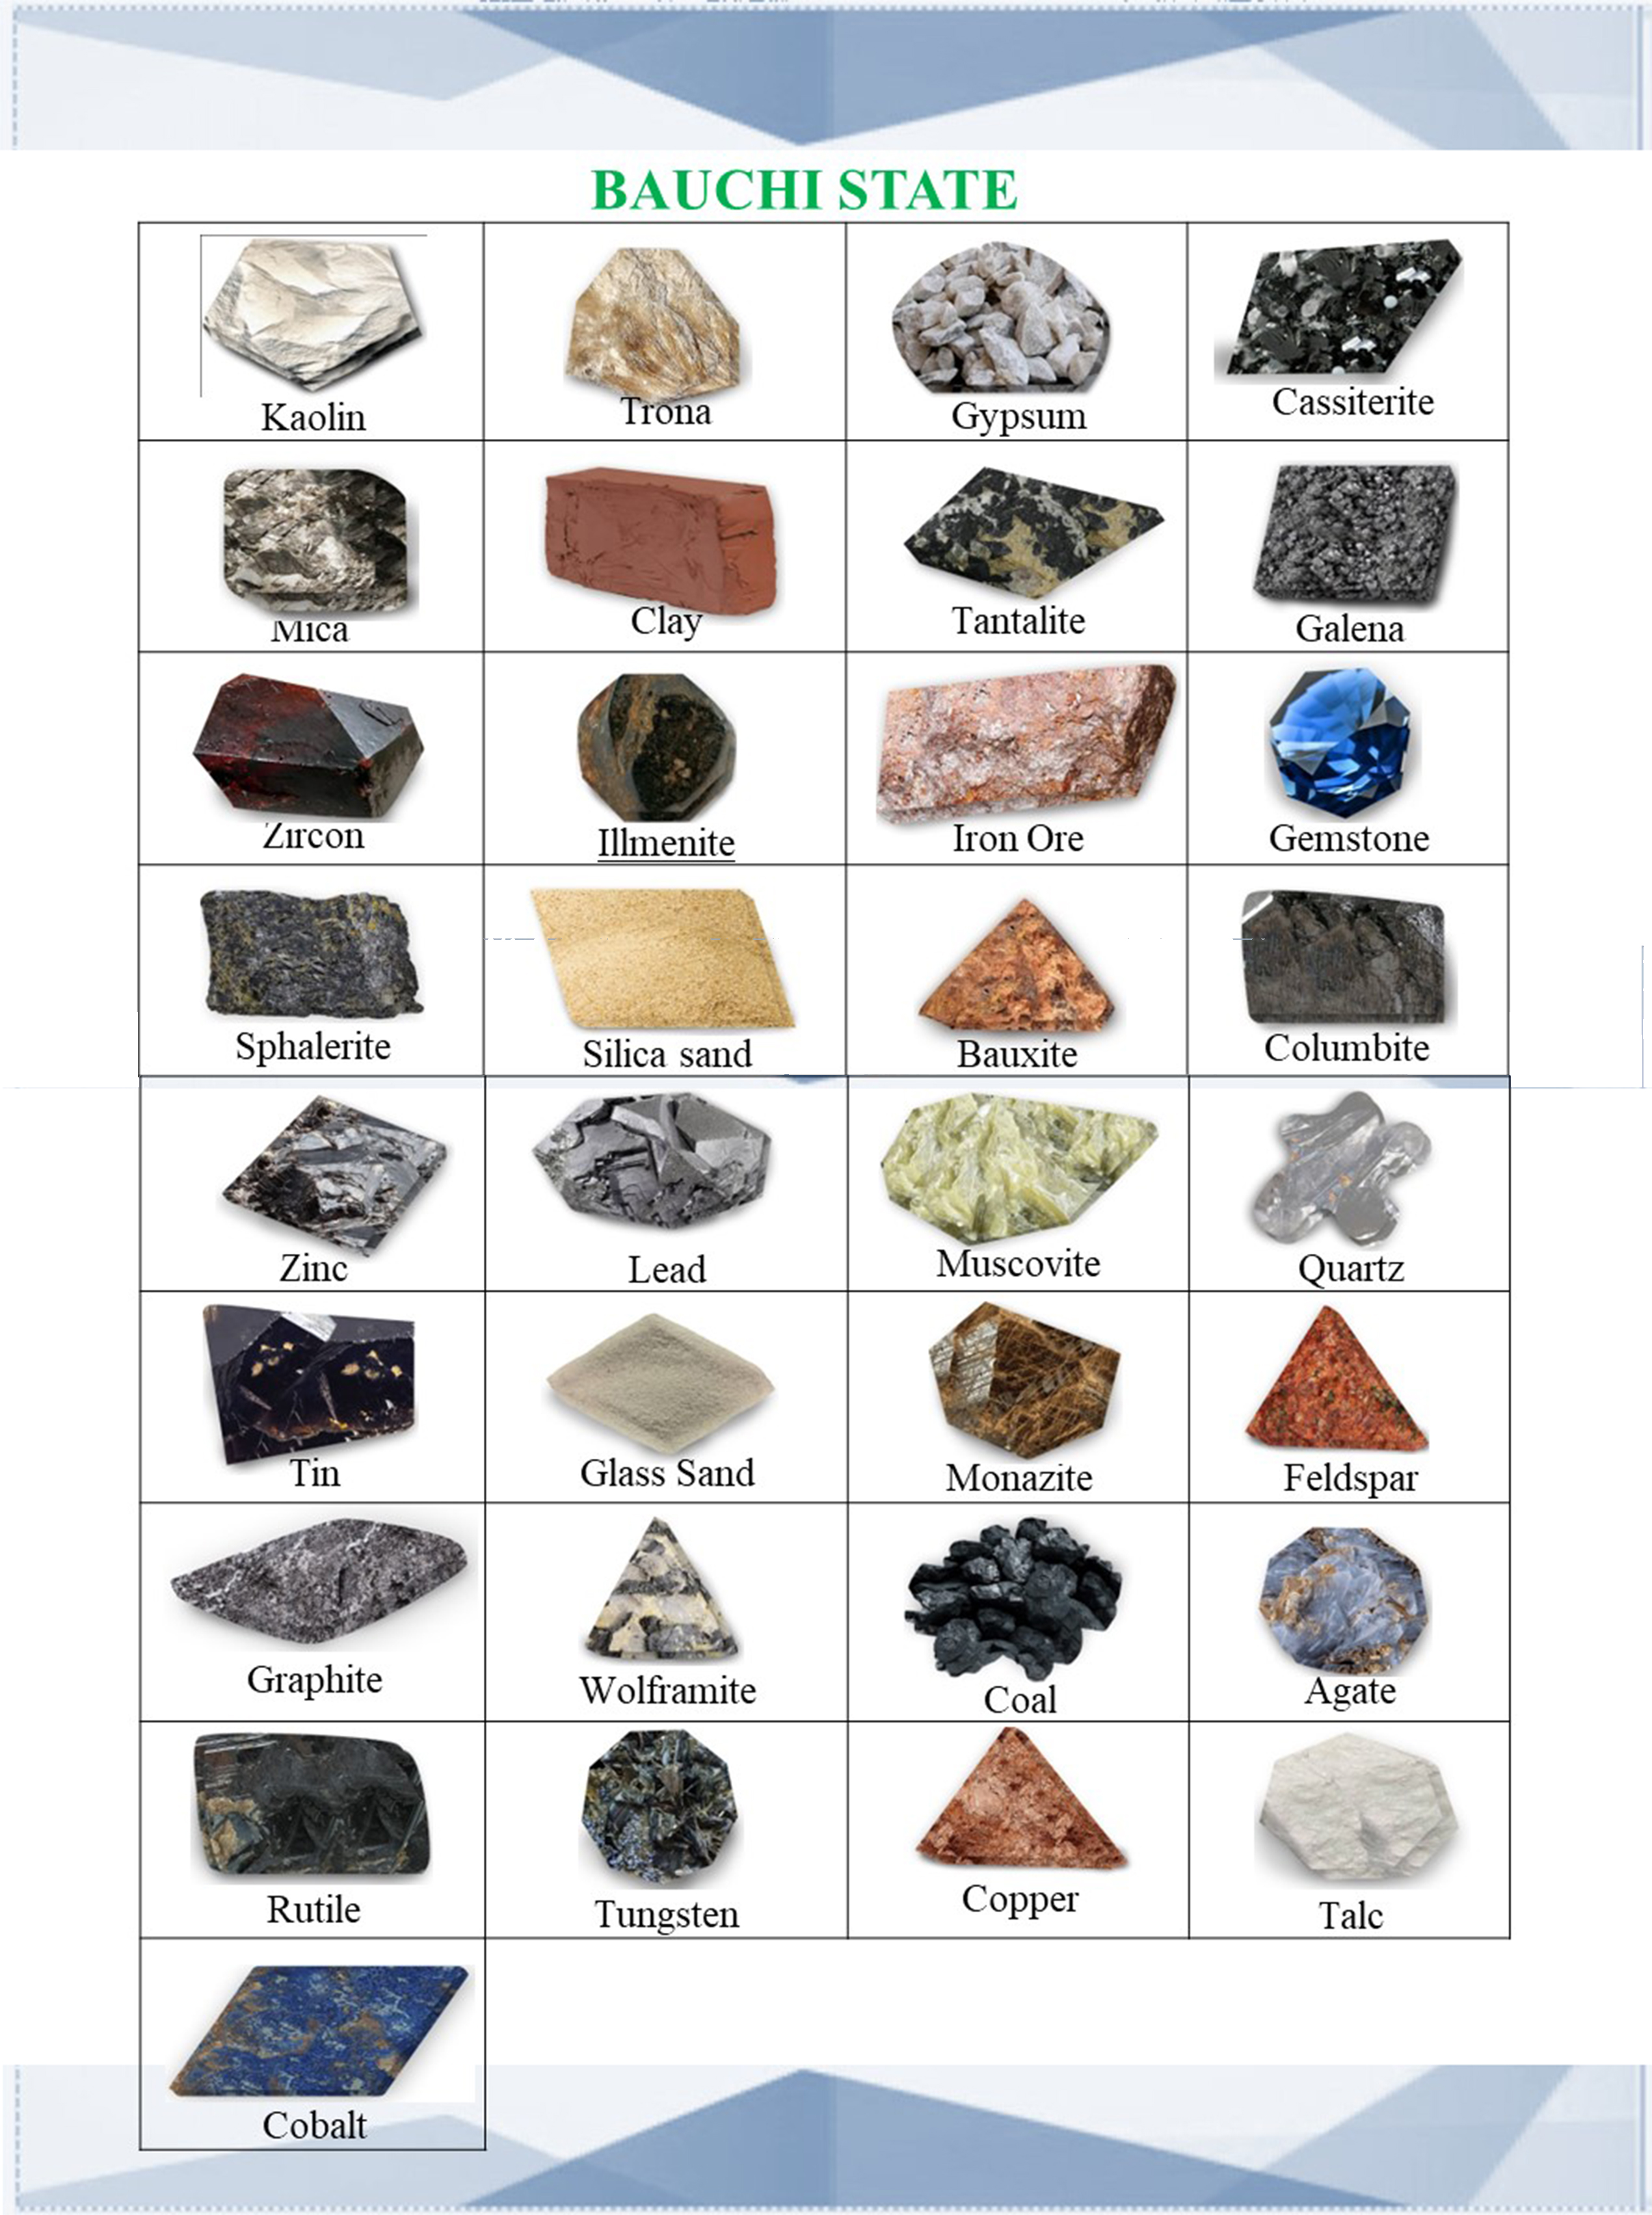 BAUCHI STATE
Kaolin
Trona
Gypsum
Cassiterite
Mica
Clay
Tantalite
Galena
Zircon
Illmenite
Iron Ore
Gemstone
Sphalerite
Silica sand
Bauxite
Columbite
Zinc
Lead
Muscovite
Quartz
Tin
Glass Sand
Monazite
Feldspar
Graphite
Wolframite
Coal
Agate
Rutile
Tungsten
Copper
Talc
Cobalt